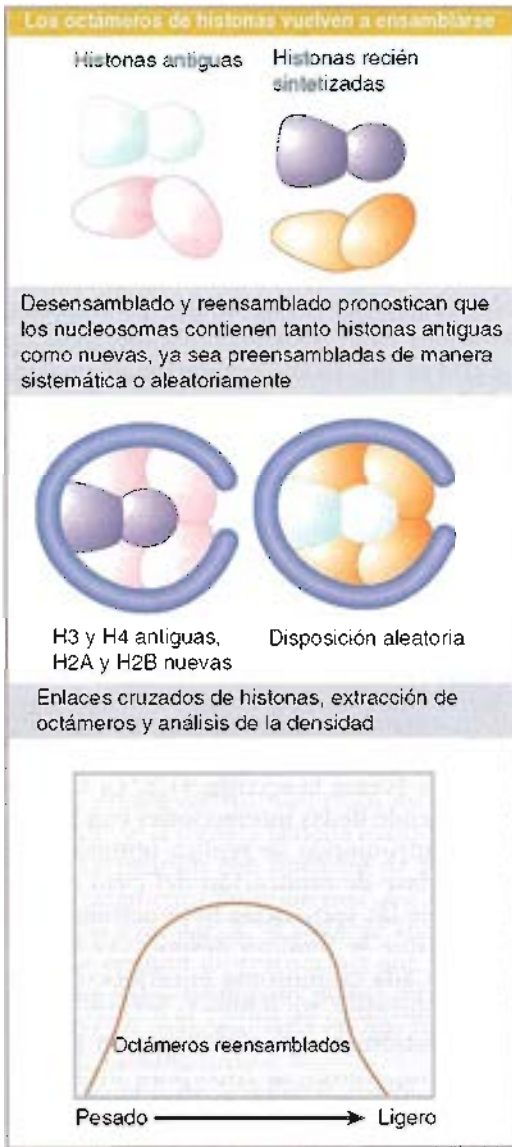 Los octámeros de histonas vuelven a ensamblarse
Histonas antiguas
Histonas recién
sintetizadas
Desensamblado y reensamblado pronostican que
los nucleosomas contienen tanto histonas antiguas
como nuevas, ya sea preensambladas de manera
sistemática o aleatoriamente
H3 y H4 antiguas,
H2A y H2B nuevas
Disposición aleatoria
Enlaces cruzados de histonas, extracción de
octámeros y análisis de la densidad
Octámeros reensamblados
Pesado
Ligero